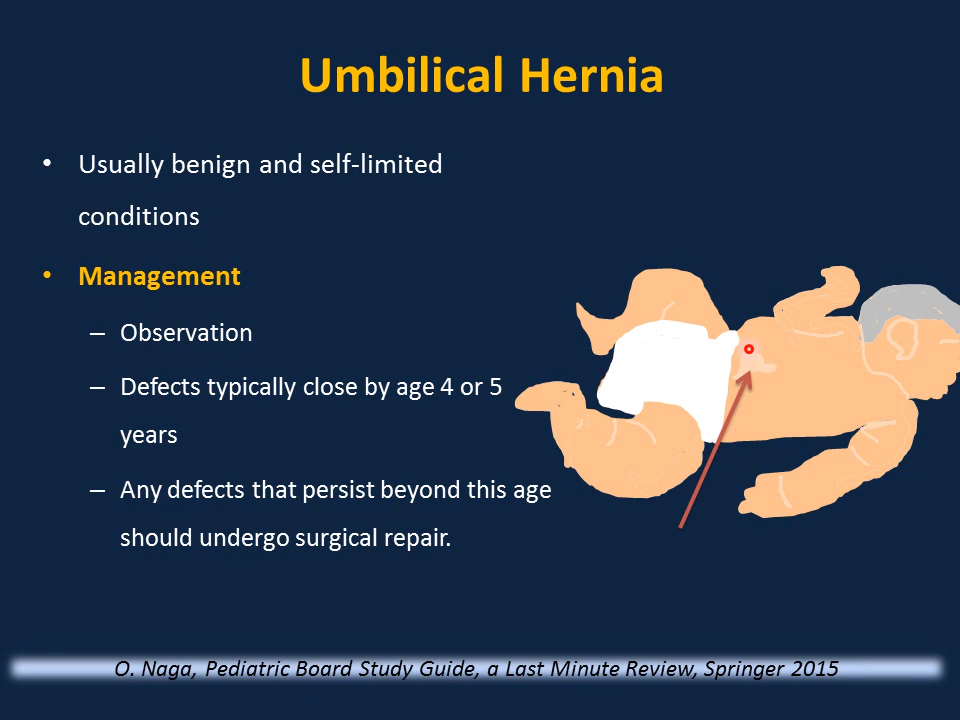 Umbilical Hernia
• Usually benign and self-limited
conditions
• Management
– Observation
– Defects typically close by age 4 or 5
years
– Any defects that persist beyond this age
should undergo surgical repair.
O. Naga, Pediatric Board Study Guide, a Last Minute Review, Springer 2015